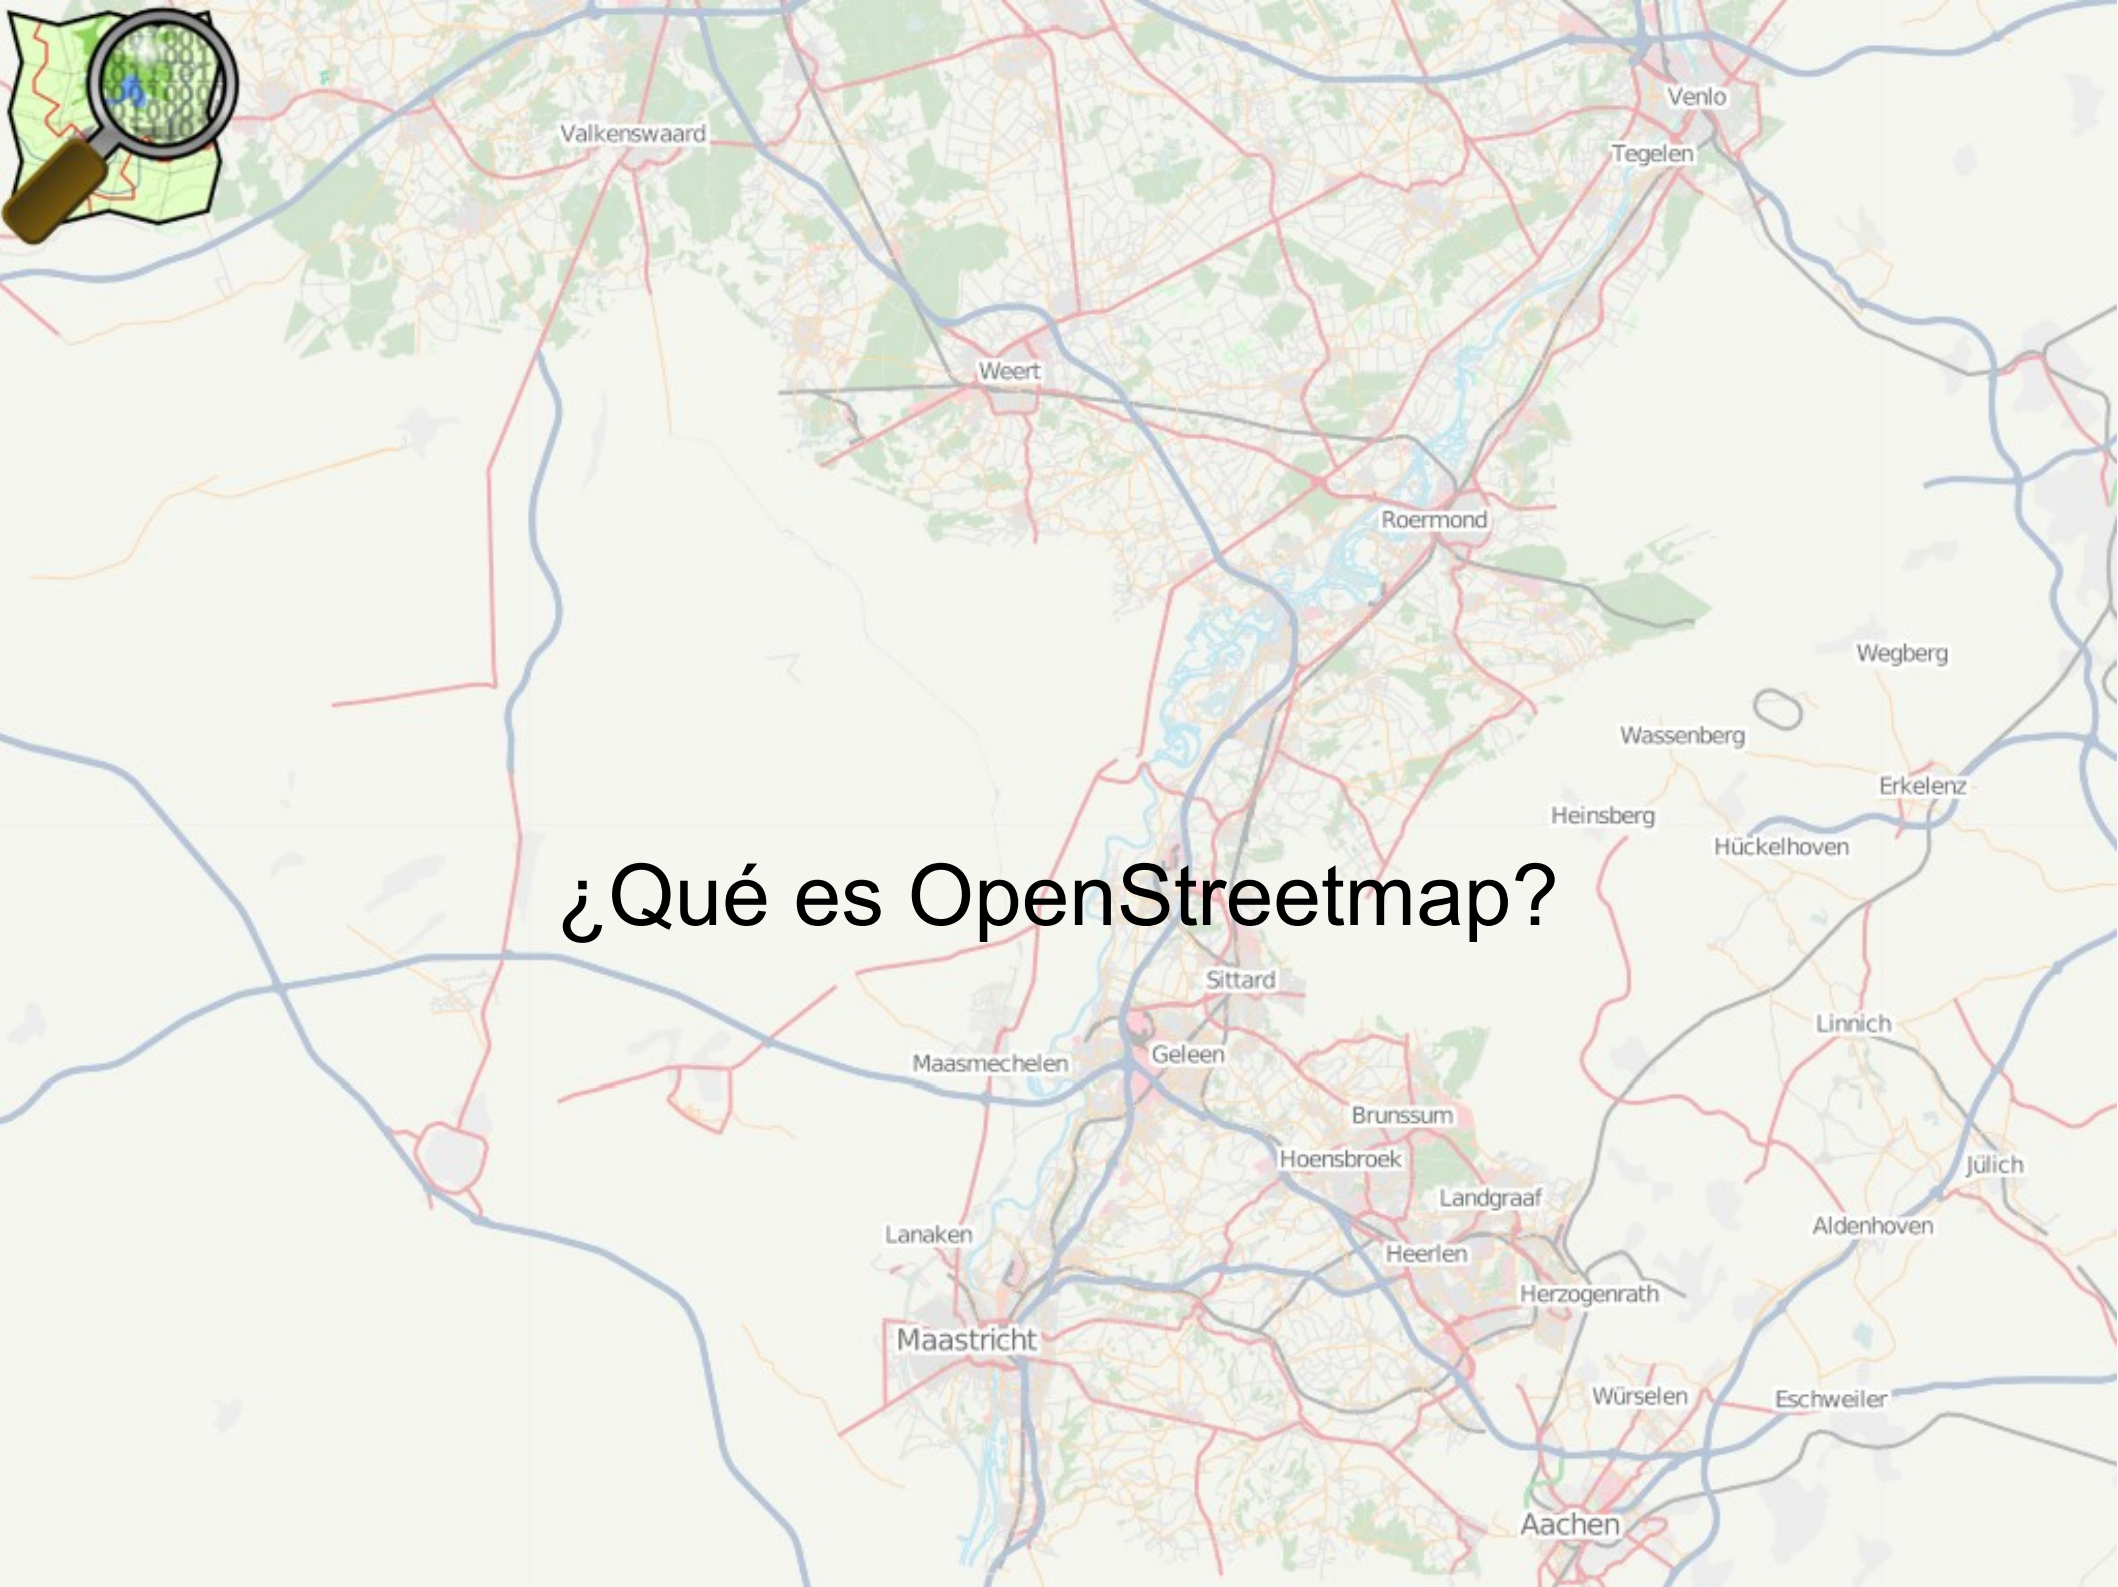 Venlo
Valkenswaard
Tegelen
Weert
Roermond
Wegberg
Wassenberg
Erkelenz
Heinsberg
Hückelhoven
¿Qué es OpenStreetmap?
Sittard
Linnich
Geleen
Maasmechelen
Brunssum
Hoensbroek
Jülich
Landgraaf
Aldenhoven
Lanaken
Heerlen
Herzogenrath
Maastricht
Würselen
Eschweiler
Aachen